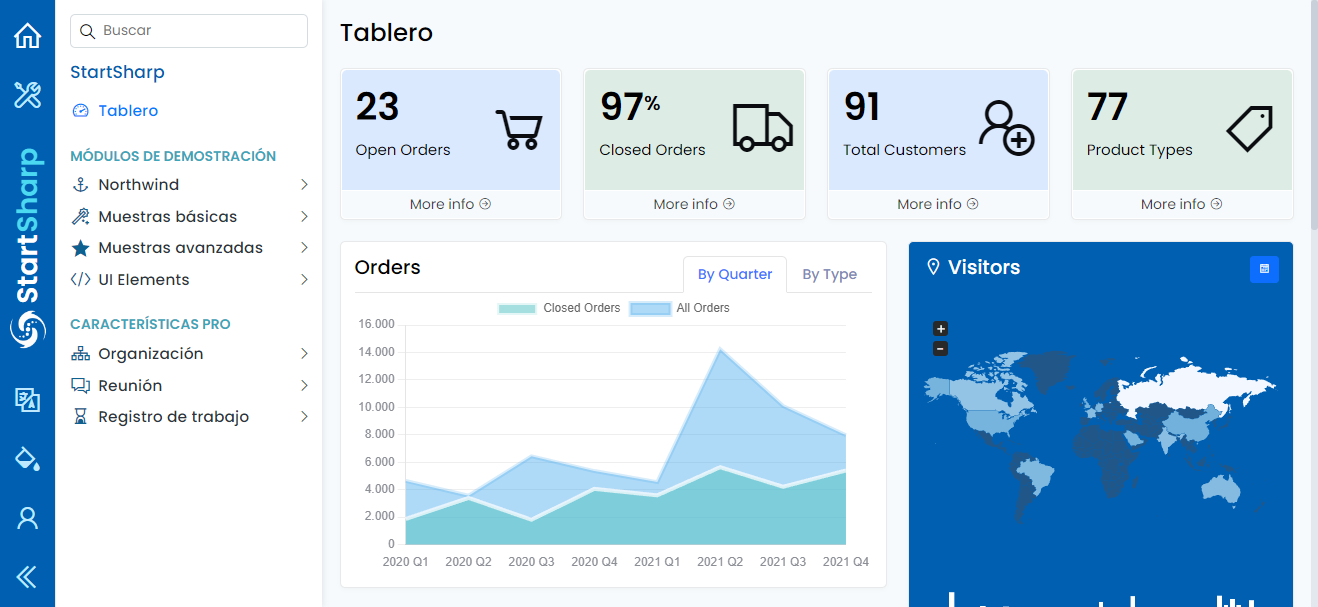 Buscar
StartSharp
Tablero
MÓDULOS DE DEMOSTRACIÓN
Northwind
Muestras básicas
Muestras avanzadas
UI Elements
CARACTERÍSTICAS PRO
Organización
Reunión
Registro de trabajo
StartSharp
Tablero
23
Open Orders
More info
97%
Closed Orders
More info
91
Total Customers
More info
77
Product Types
More info
Orders
By Quarter
By Type
Closed Orders
All Orders
16.000
14.000
12.000
10.000
8.000
6.000
4.000
2.000
0
2020 Q1
2020 Q2
2020 Q3
2020 Q4
2021 Q1
2021 Q2
2021 Q3
2021 Q4
Visitors
+
−